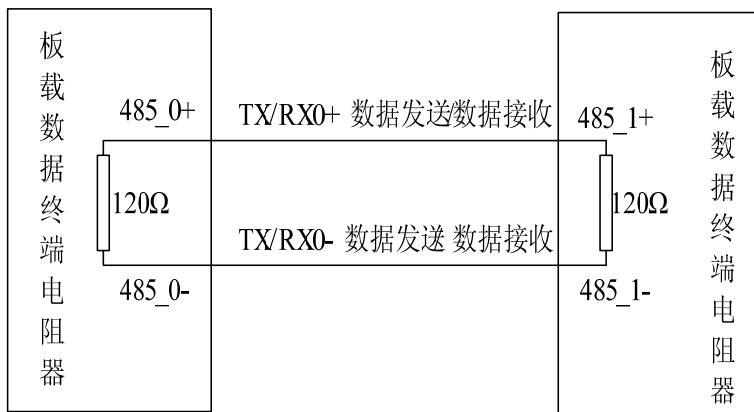 板载数据终端电阻器
485_0+
TX/RX0+ 数据发送/数据接收
485_1+
120Ω
120Ω
TX/RX0- 数据发送 数据接收
485_0-
485_1-
板载数据终端电阻器